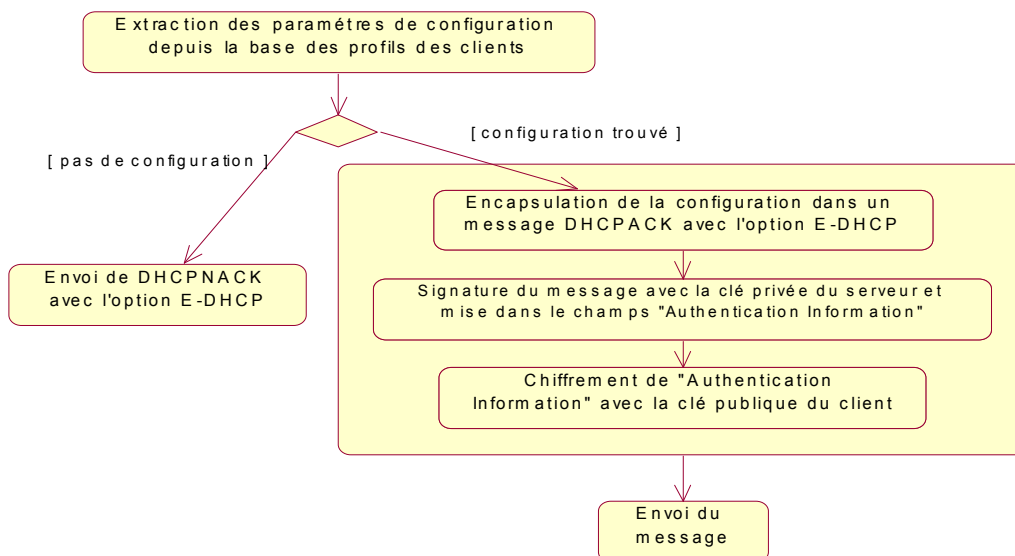 Extraction des paramétres de configuration
depuis la base des profils des clients
[ configuration trouvé ]
[ pas de configuration ]
Encapsulation de la configuration dans un
message DHCPACK avec l'option E-DHCP
Envoi de DHCPNACK
avec l'option E-DHCP
Signature du message avec la clé privée du serveur et
mise dans le champs "Authentication Information"
Chiffrement de "Authentication
Information" avec la clé publique du client
Envoi du
message